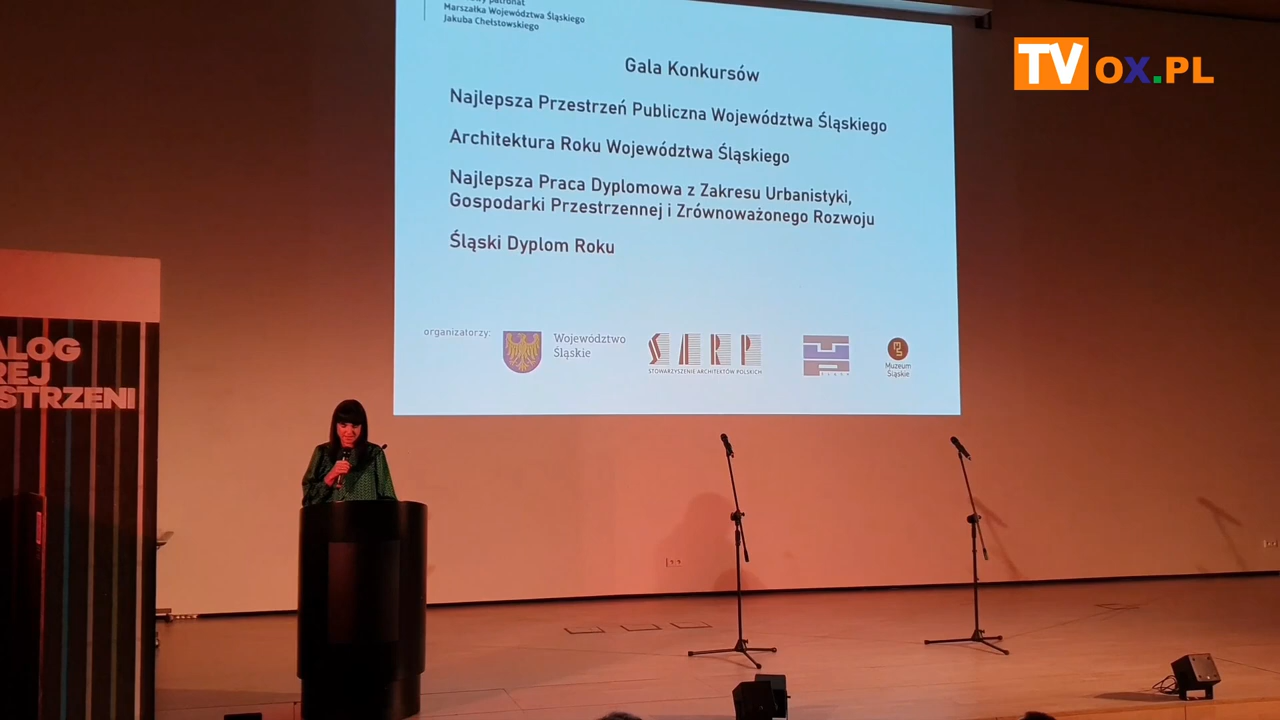 patronat
Marszałka Województwa Śląskiego
Jakuba Chełstowskiego
TVOX.PL
Gala Konkursów
Najlepsza Przestrzeń Publiczna Województwa Śląskiego
Architektura Roku Województwa Śląskiego
Najlepsza Praca Dyplomowa z Zakresu Urbanistyki,
Gospodarki Przestrzennej i Zrównoważonego Rozwoju
Śląski Dyplom Roku
organizatorzy:
Województwo
Śląskie
SARP
STOWARZYSZENIE ARCHITEKTÓW POLSKICH
MŚ
Muzeum
Śląskie
ALOG
REJ
STRZENI